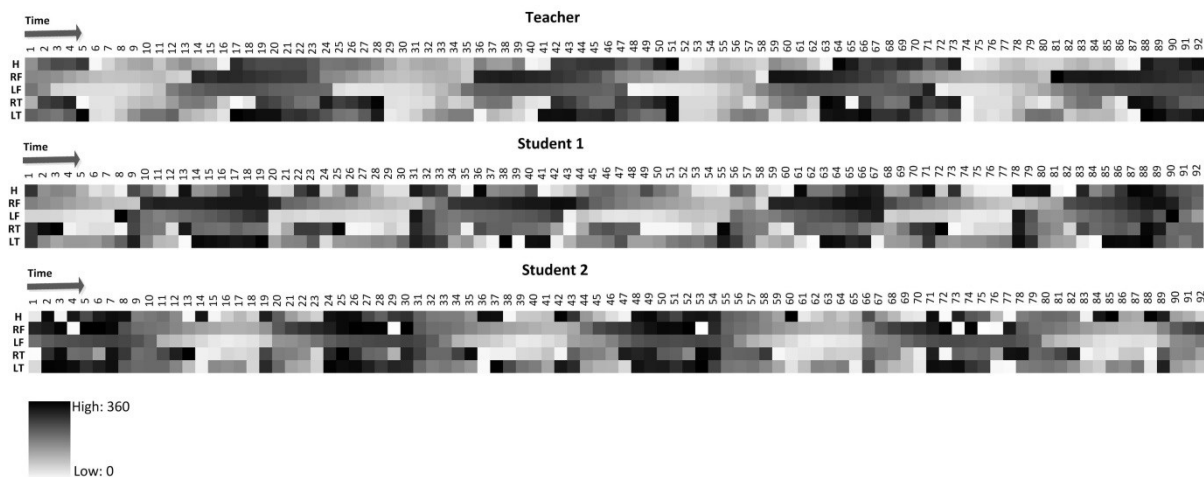 Teacher
Time
1 2 3 4 5 6 7 8 9 10 11 12 13 14 15 16 17 18 19 20 21 22 23 24 25 26 27 28 29 30 31 32 33 34 35 36 37 38 39 40 41 42 43 44 45 46 47 48 49 50 51 52 53 54 55 56 57 58 59 60 61 62 63 64 65 66 67 68 69 70 71 72 73 74 75 76 77 78 79 80 81 82 83 84 85 86 87 88 89 90 91 92
H
RF
LF
RT
LT
Student 1
Time
1 2 3 4 5 6 7 8 9 10 11 12 13 14 15 16 17 18 19 20 21 22 23 24 25 26 27 28 29 30 31 32 33 34 35 36 37 38 39 40 41 42 43 44 45 46 47 48 49 50 51 52 53 54 55 56 57 58 59 60 61 62 63 64 65 66 67 68 69 70 71 72 73 74 75 76 77 78 79 80 81 82 83 84 85 86 87 88 89 90 91 92
H
RF
LF
RT
LT
Student 2
Time
1 2 3 4 5 6 7 8 9 10 11 12 13 14 15 16 17 18 19 20 21 22 23 24 25 26 27 28 29 30 31 32 33 34 35 36 37 38 39 40 41 42 43 44 45 46 47 48 49 50 51 52 53 54 55 56 57 58 59 60 61 62 63 64 65 66 67 68 69 70 71 72 73 74 75 76 77 78 79 80 81 82 83 84 85 86 87 88 89 90 91 92
H
RF
LF
RT
LT
High: 360
Low: 0